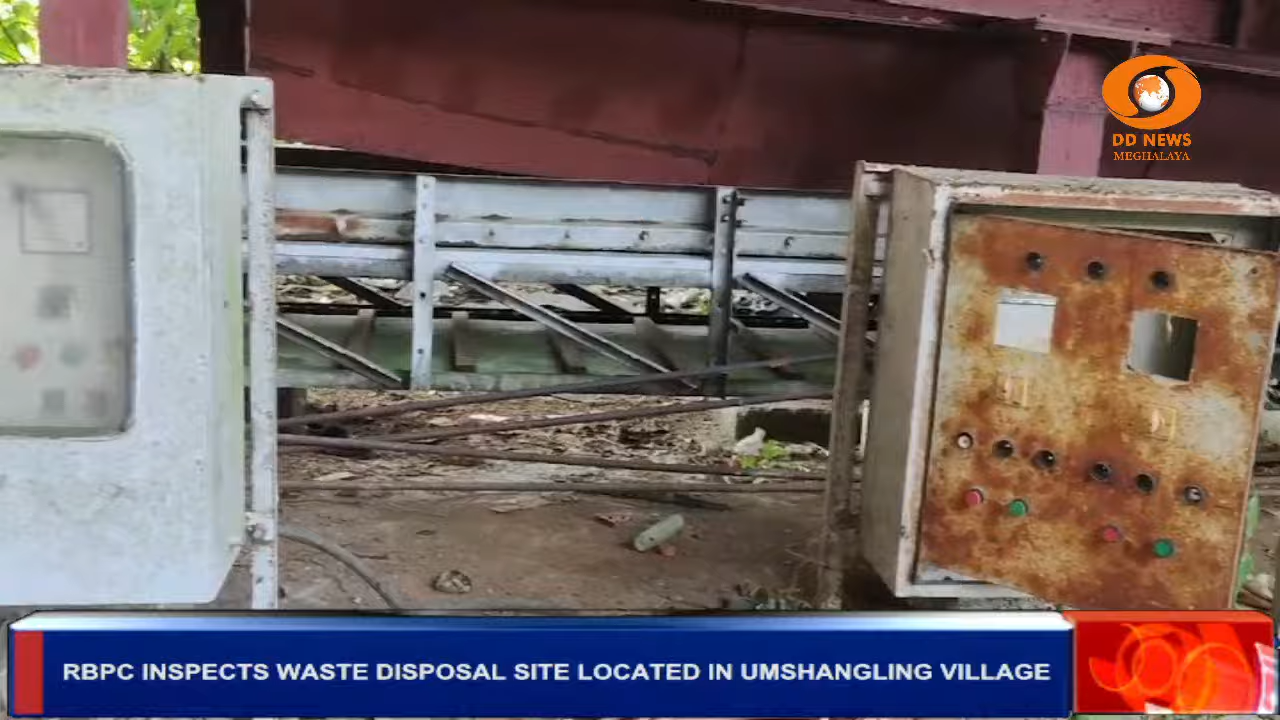 DD NEWS
MEGHALAYA
RBPC INSPECTS WASTE DISPOSAL SITE LOCATED IN UMSHANGLING VILLAGE